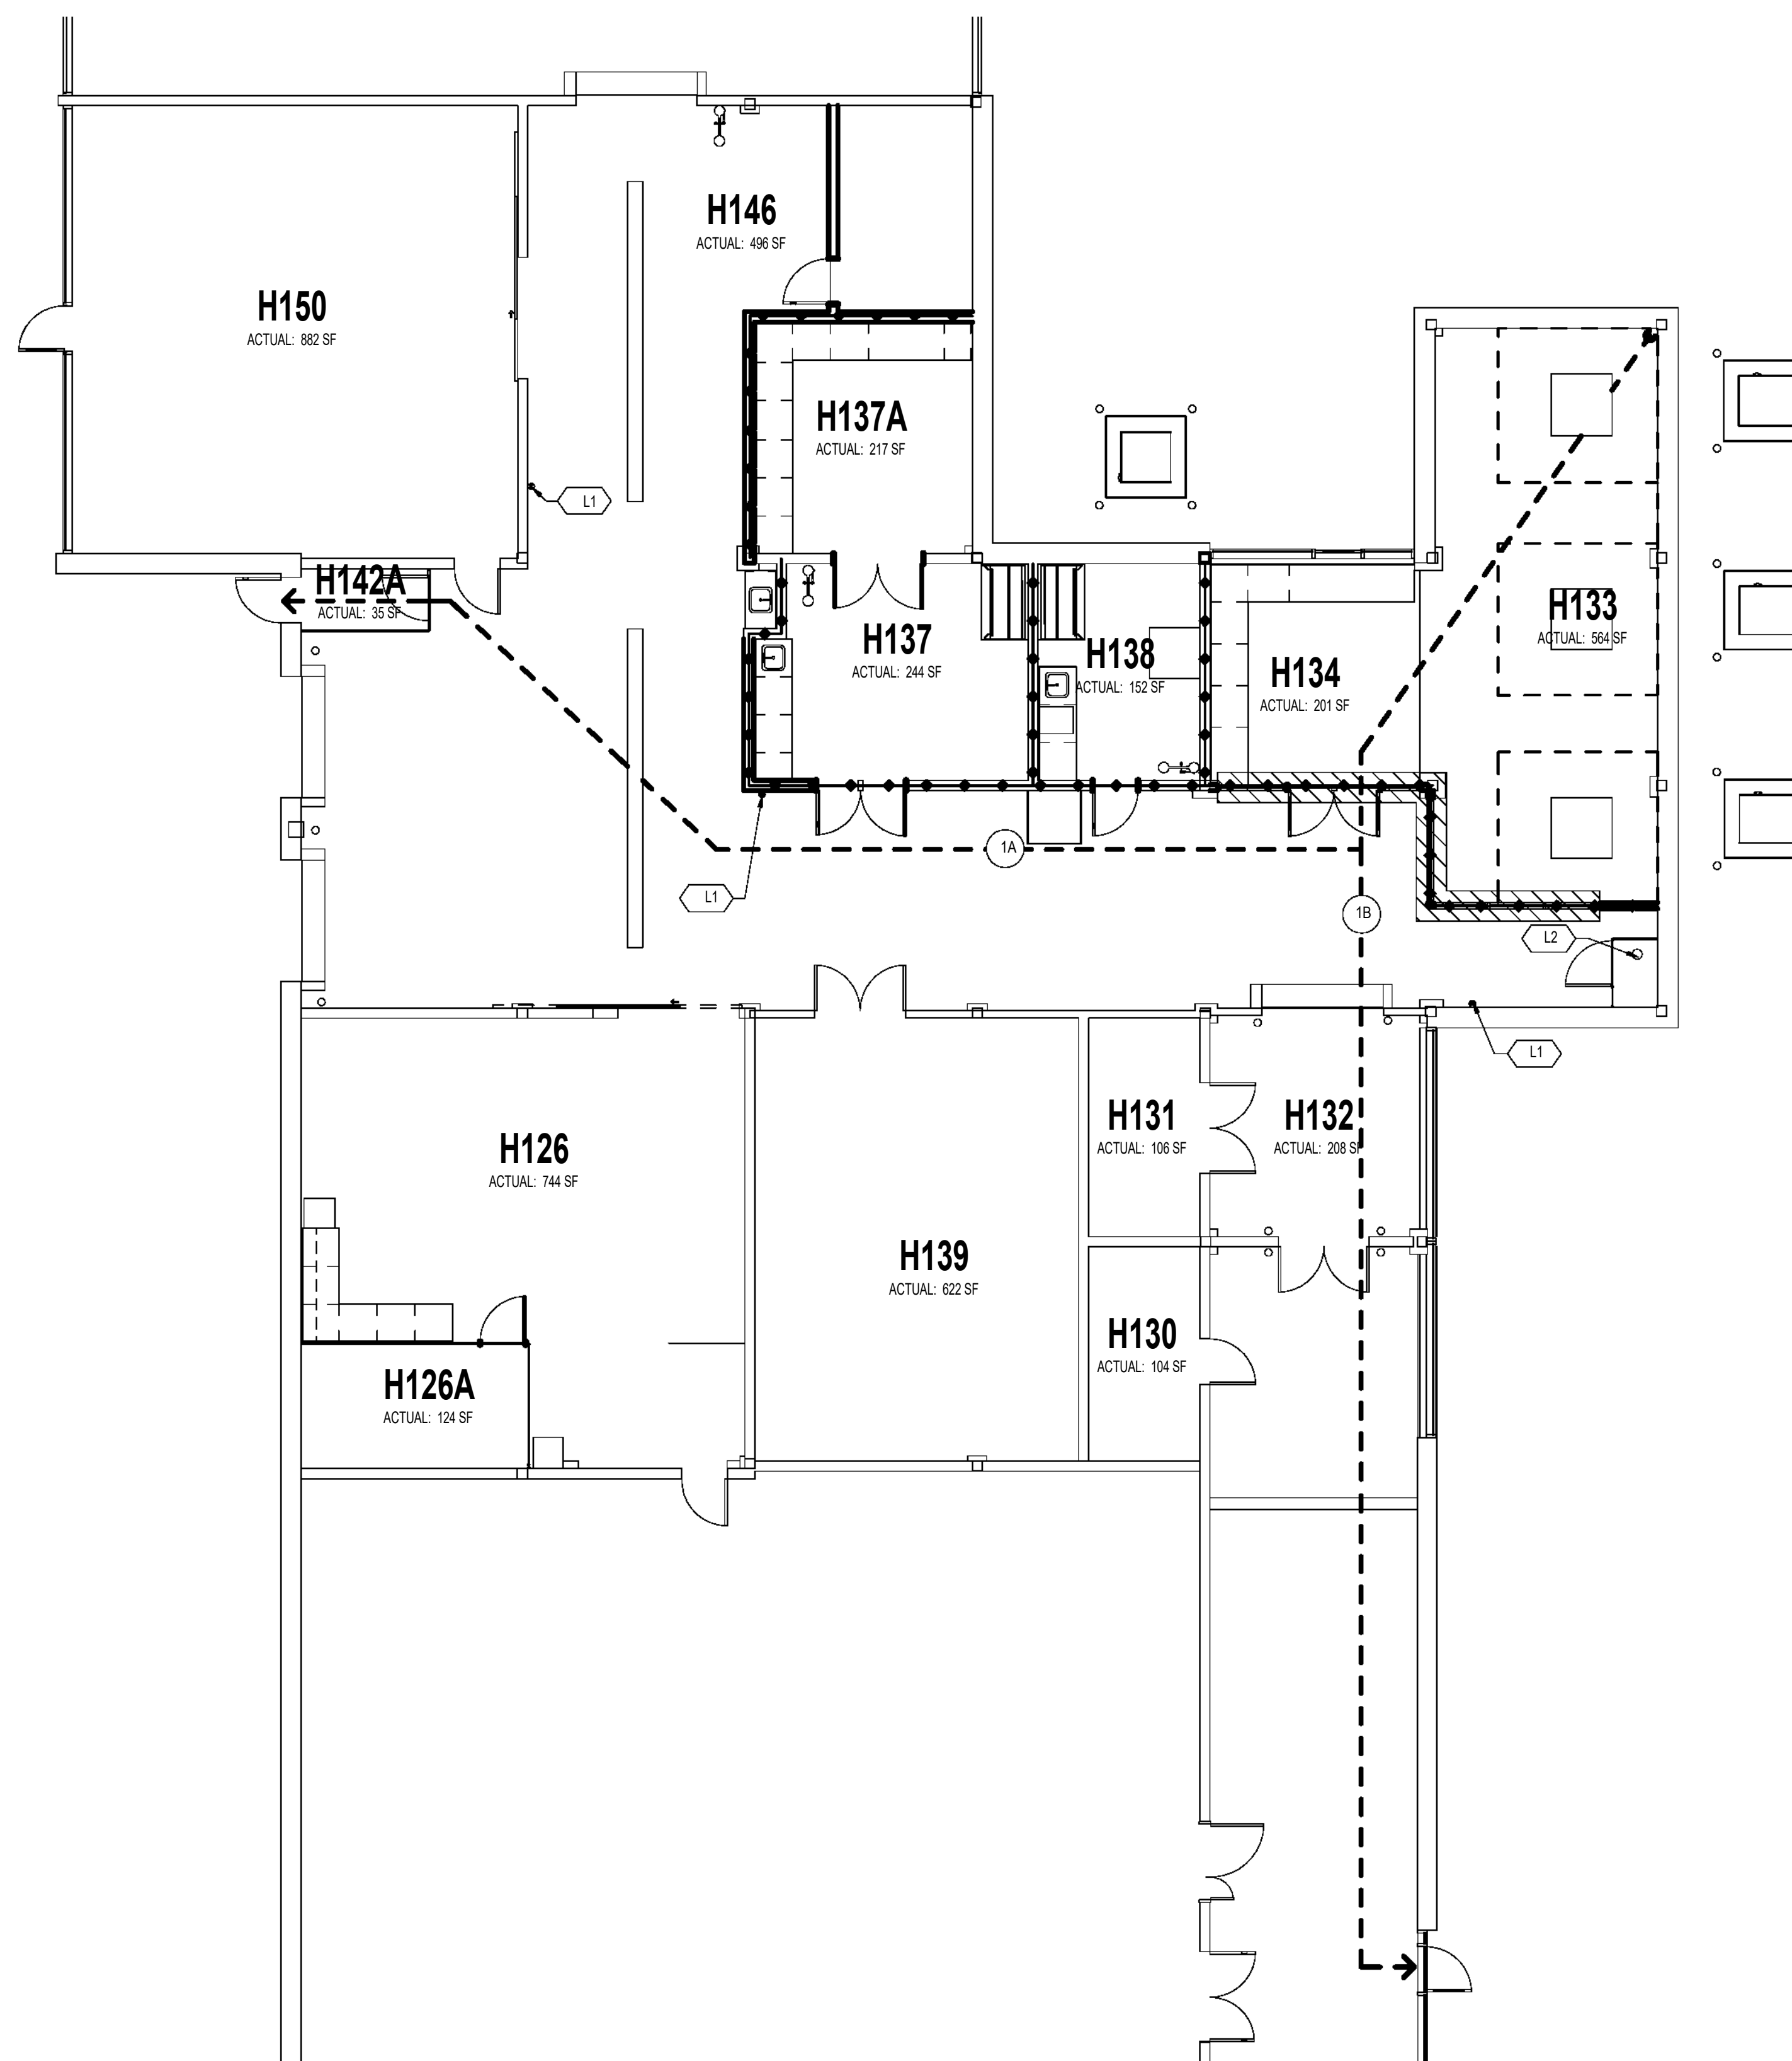 H146
ACTUAL: 496 SF
H150
ACTUAL: 882 SF
H137A
ACTUAL: 217 SF
L1
H142A
ACTUAL: 35 SF
H133
ACTUAL: 564 SF
H137
ACTUAL: 244 SF
H138
ACTUAL: 152 SF
H134
ACTUAL: 201 SF
1A
L1
1B
L2
L1
H131
ACTUAL: 106 SF
H132
ACTUAL: 208 SF
H126
ACTUAL: 744 SF
H139
ACTUAL: 622 SF
H130
ACTUAL: 104 SF
H126A
ACTUAL: 124 SF